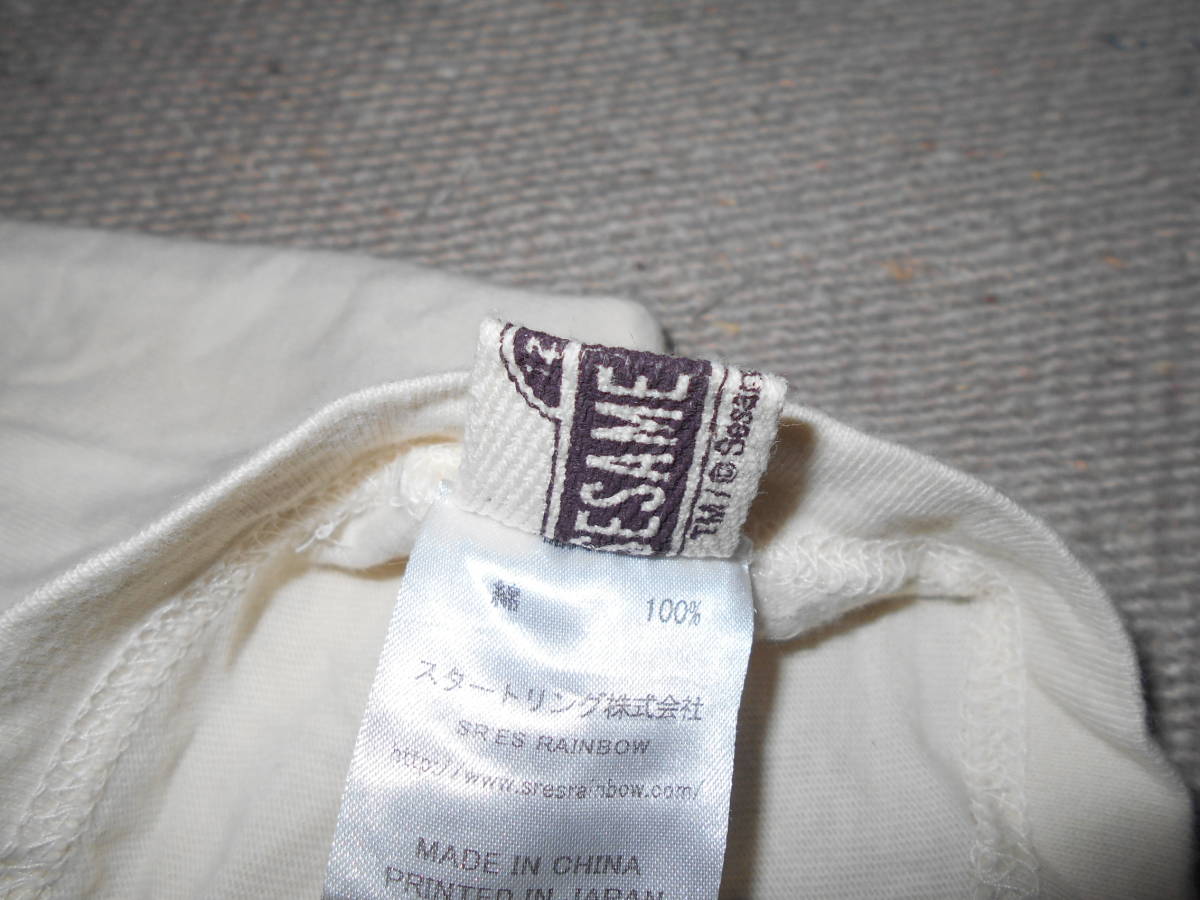 SESAME
TM/© Sesam
綿 100%
スタートリング株式会社
SRES RAINBOW
http://www.sresrainbow.com/
MADE IN CHINA
PRINTED IN JAPAN